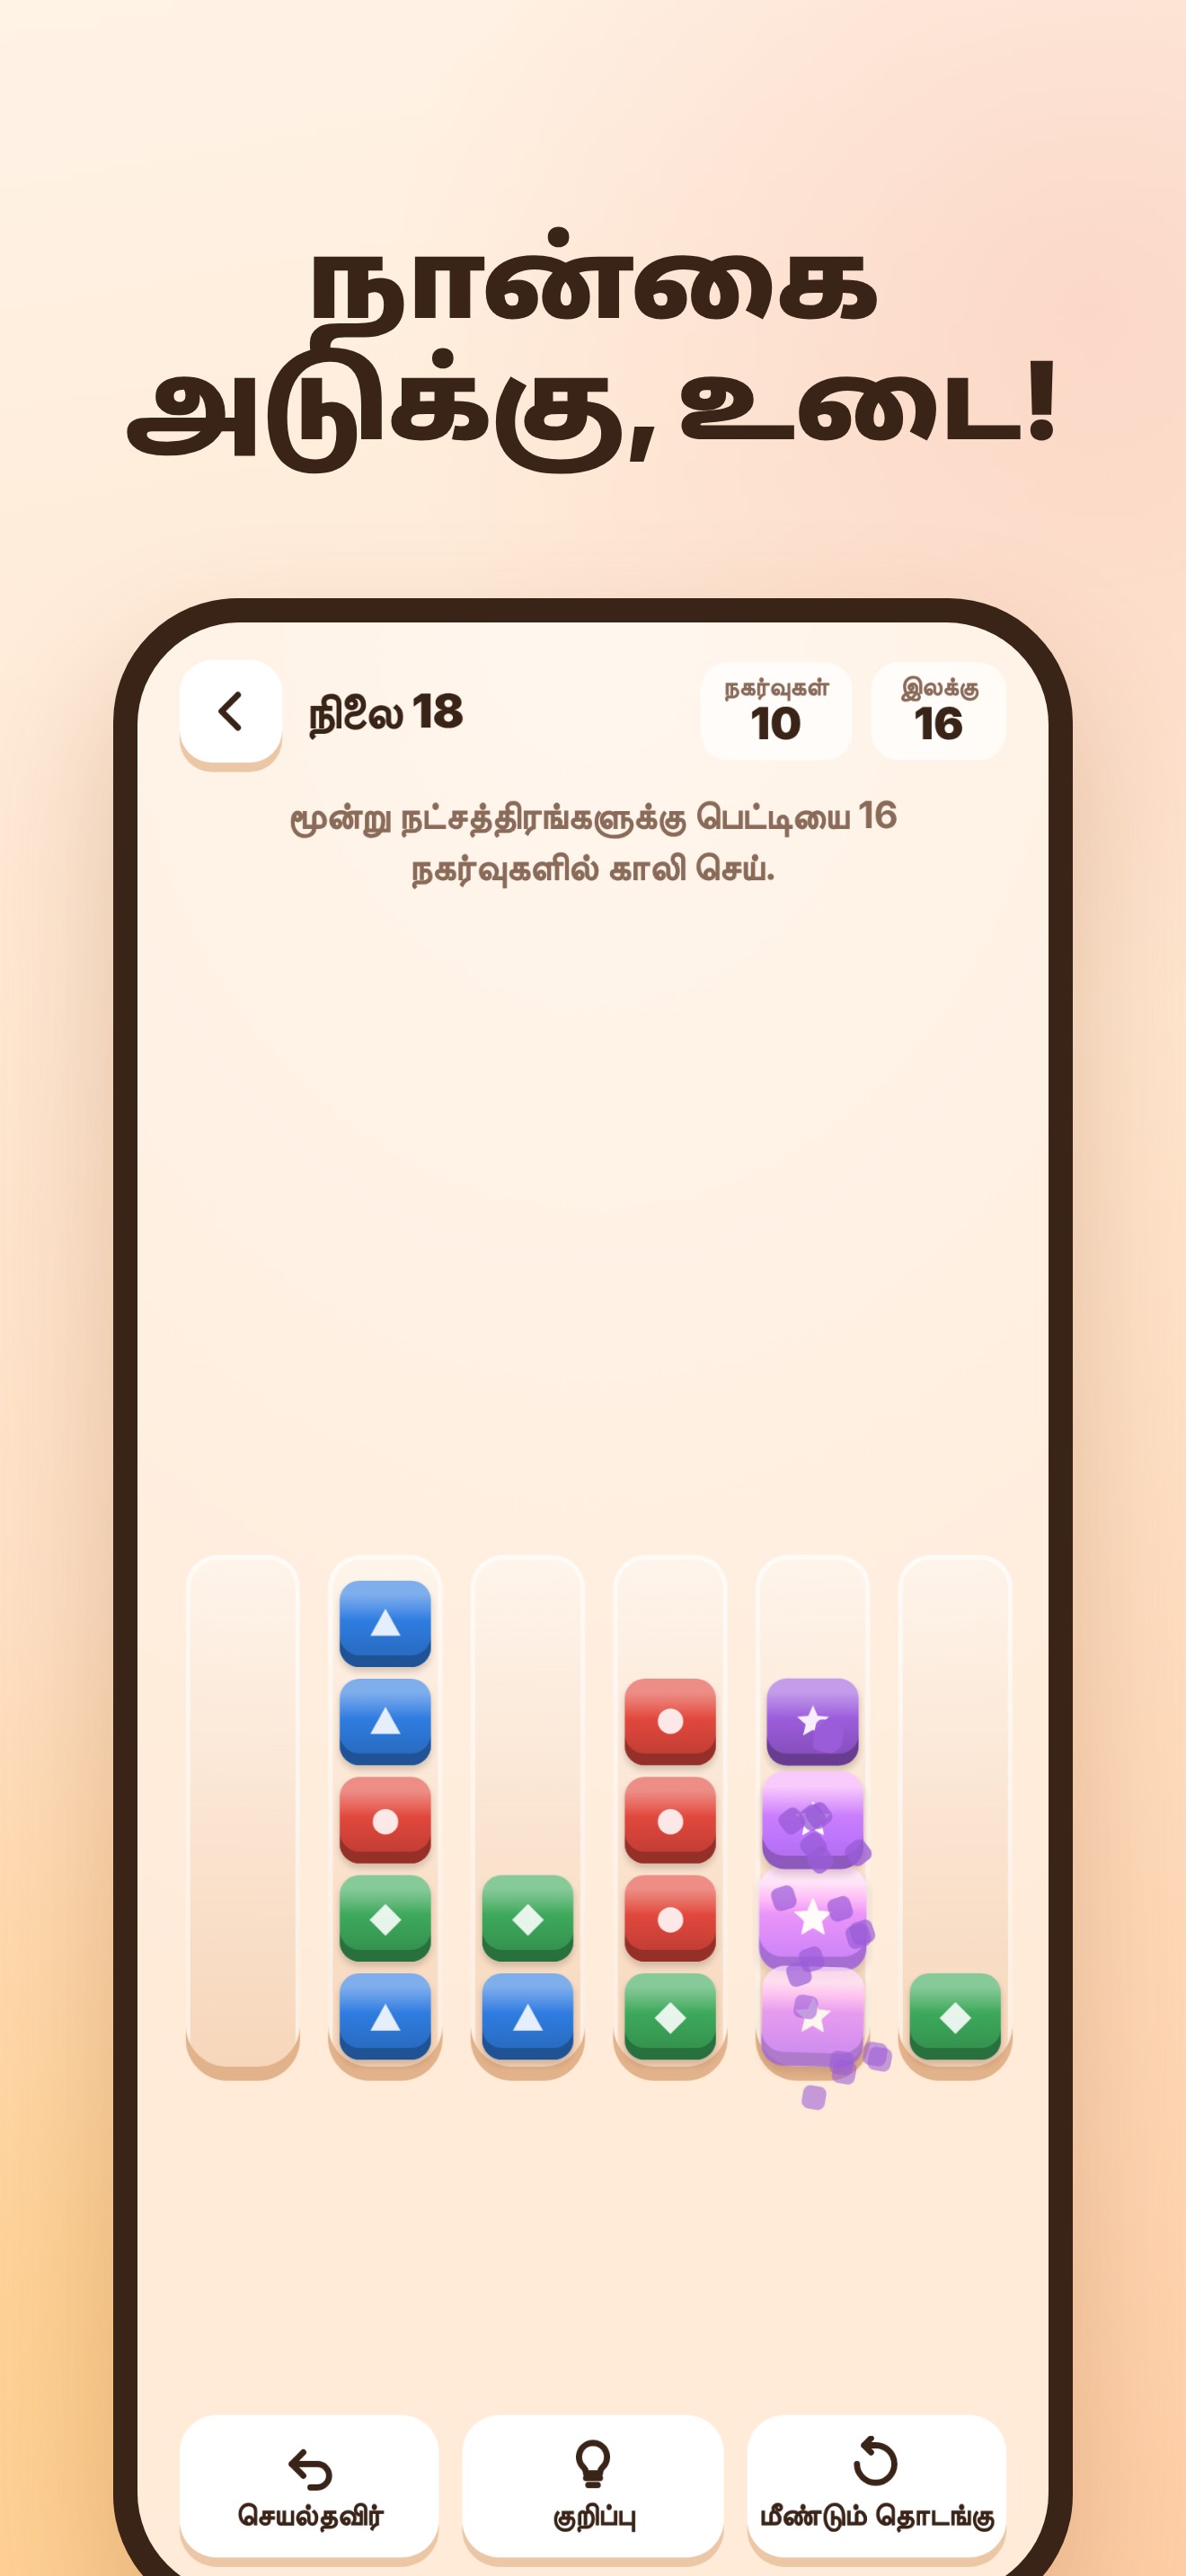 நான்கை
அடுக்கு, உடை!
நிலை 18
நகர்வுகள்
10
இலக்கு
16
மூன்று நட்சத்திரங்களுக்கு பெட்டியை 16
நகர்வுகளில் காலி செய்.
செயல்தவிர்
குறிப்பு
மீண்டும் தொடங்கு